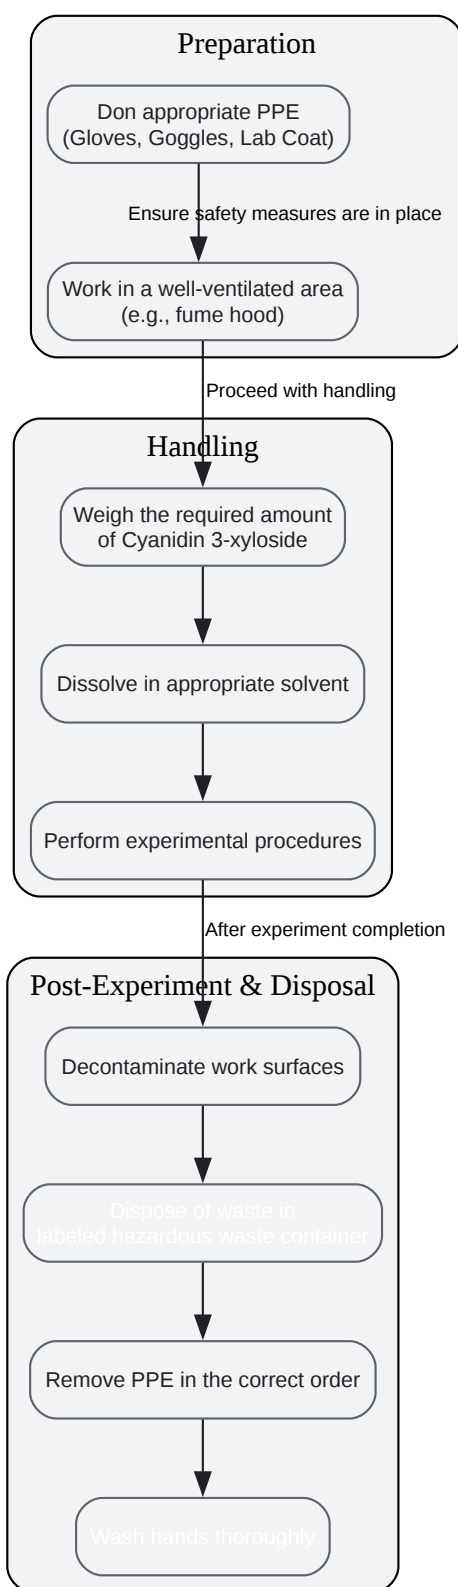 Preparation
Don appropriate PPE
(Gloves, Goggles, Lab Coat)
Ensure safety measures are in place
Work in a well-ventilated area
(e.g., fume hood)
Proceed with handling
Handling
Weigh the required amount
of Cyanidin 3-xyloside
Dissolve in appropriate solvent
Perform experimental procedures
After experiment completion
Post-Experiment & Disposal
Decontaminate work surfaces
Dispose of waste in
labeled hazardous waste container
Remove PPE in the correct order
Wash hands thoroughly